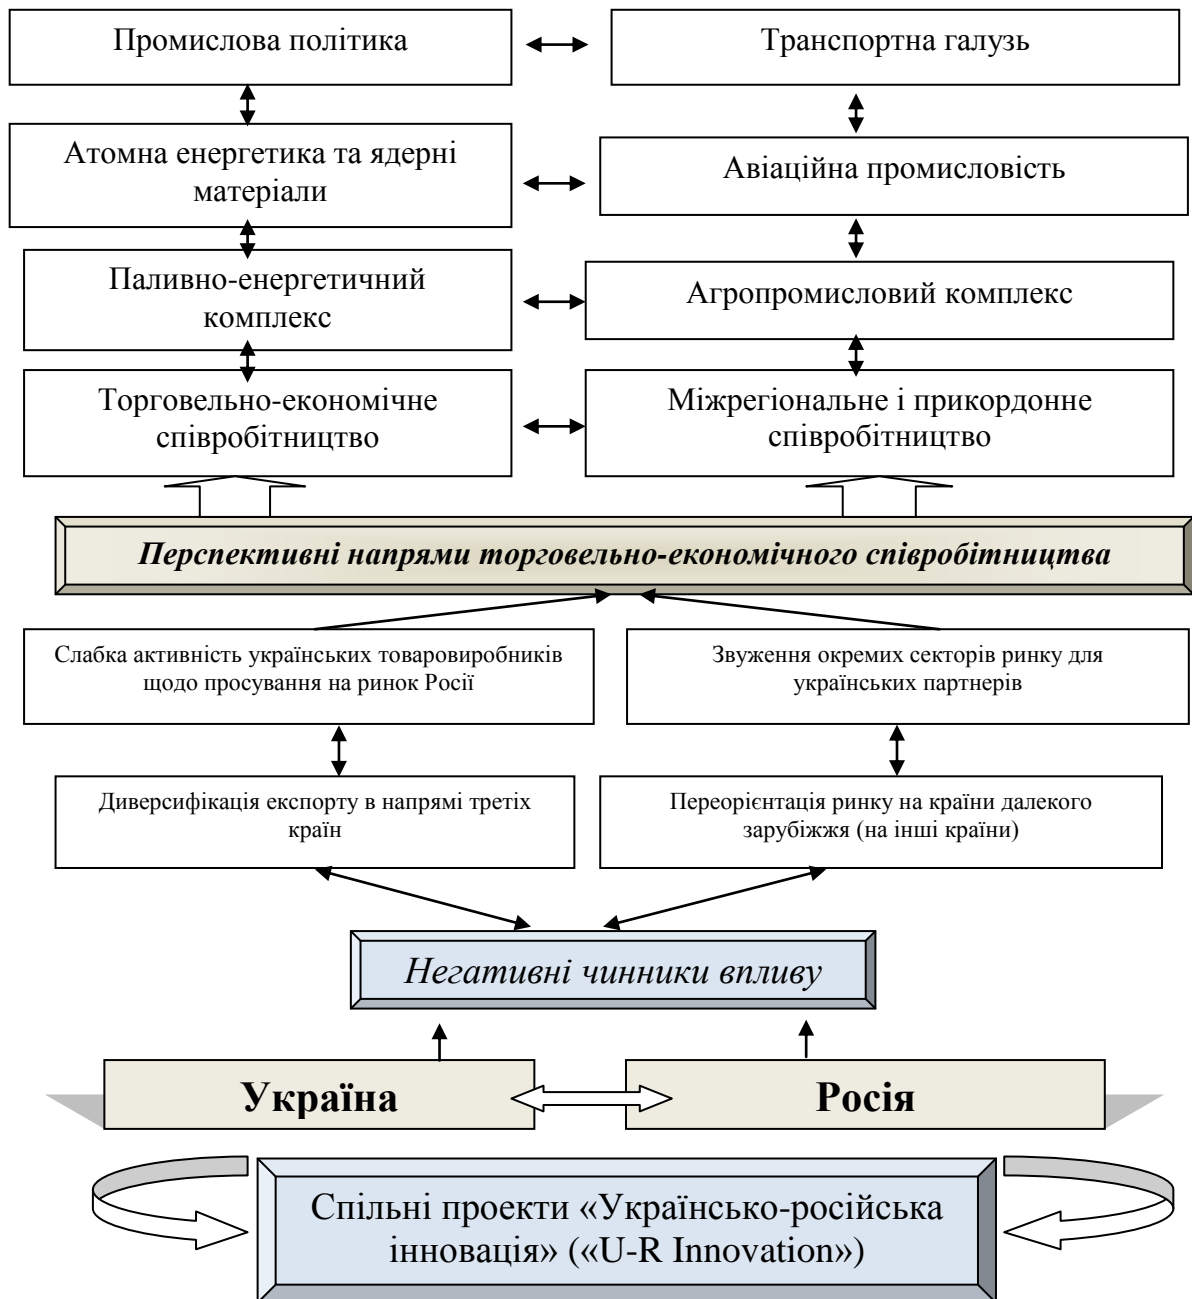 Промислова політика
Транспортна галузь
Атомна енергетика та ядерні
матеріали
Авіаційна промисловість
Паливно-енергетичний
комплекс
Агропромисловий комплекс
Торговельно-економічне
співробітництво
Міжрегіональне і прикордонне
співробітництво
Перспективні напрями торговельно-економічного співробітництва
Слабка активність українських товаровиробників
щодо просування на ринок Росії
Звуження окремих секторів ринку для
українських партнерів
Диверсифікація експорту в напрямі третіх
країн
Переорієнтація ринку на країни далекого
зарубіжжя (на інші країни)
Негативні чинники впливу
Україна
Росія
Спільні проекти «Українсько-російська
інновація» («U-R Innovation»)